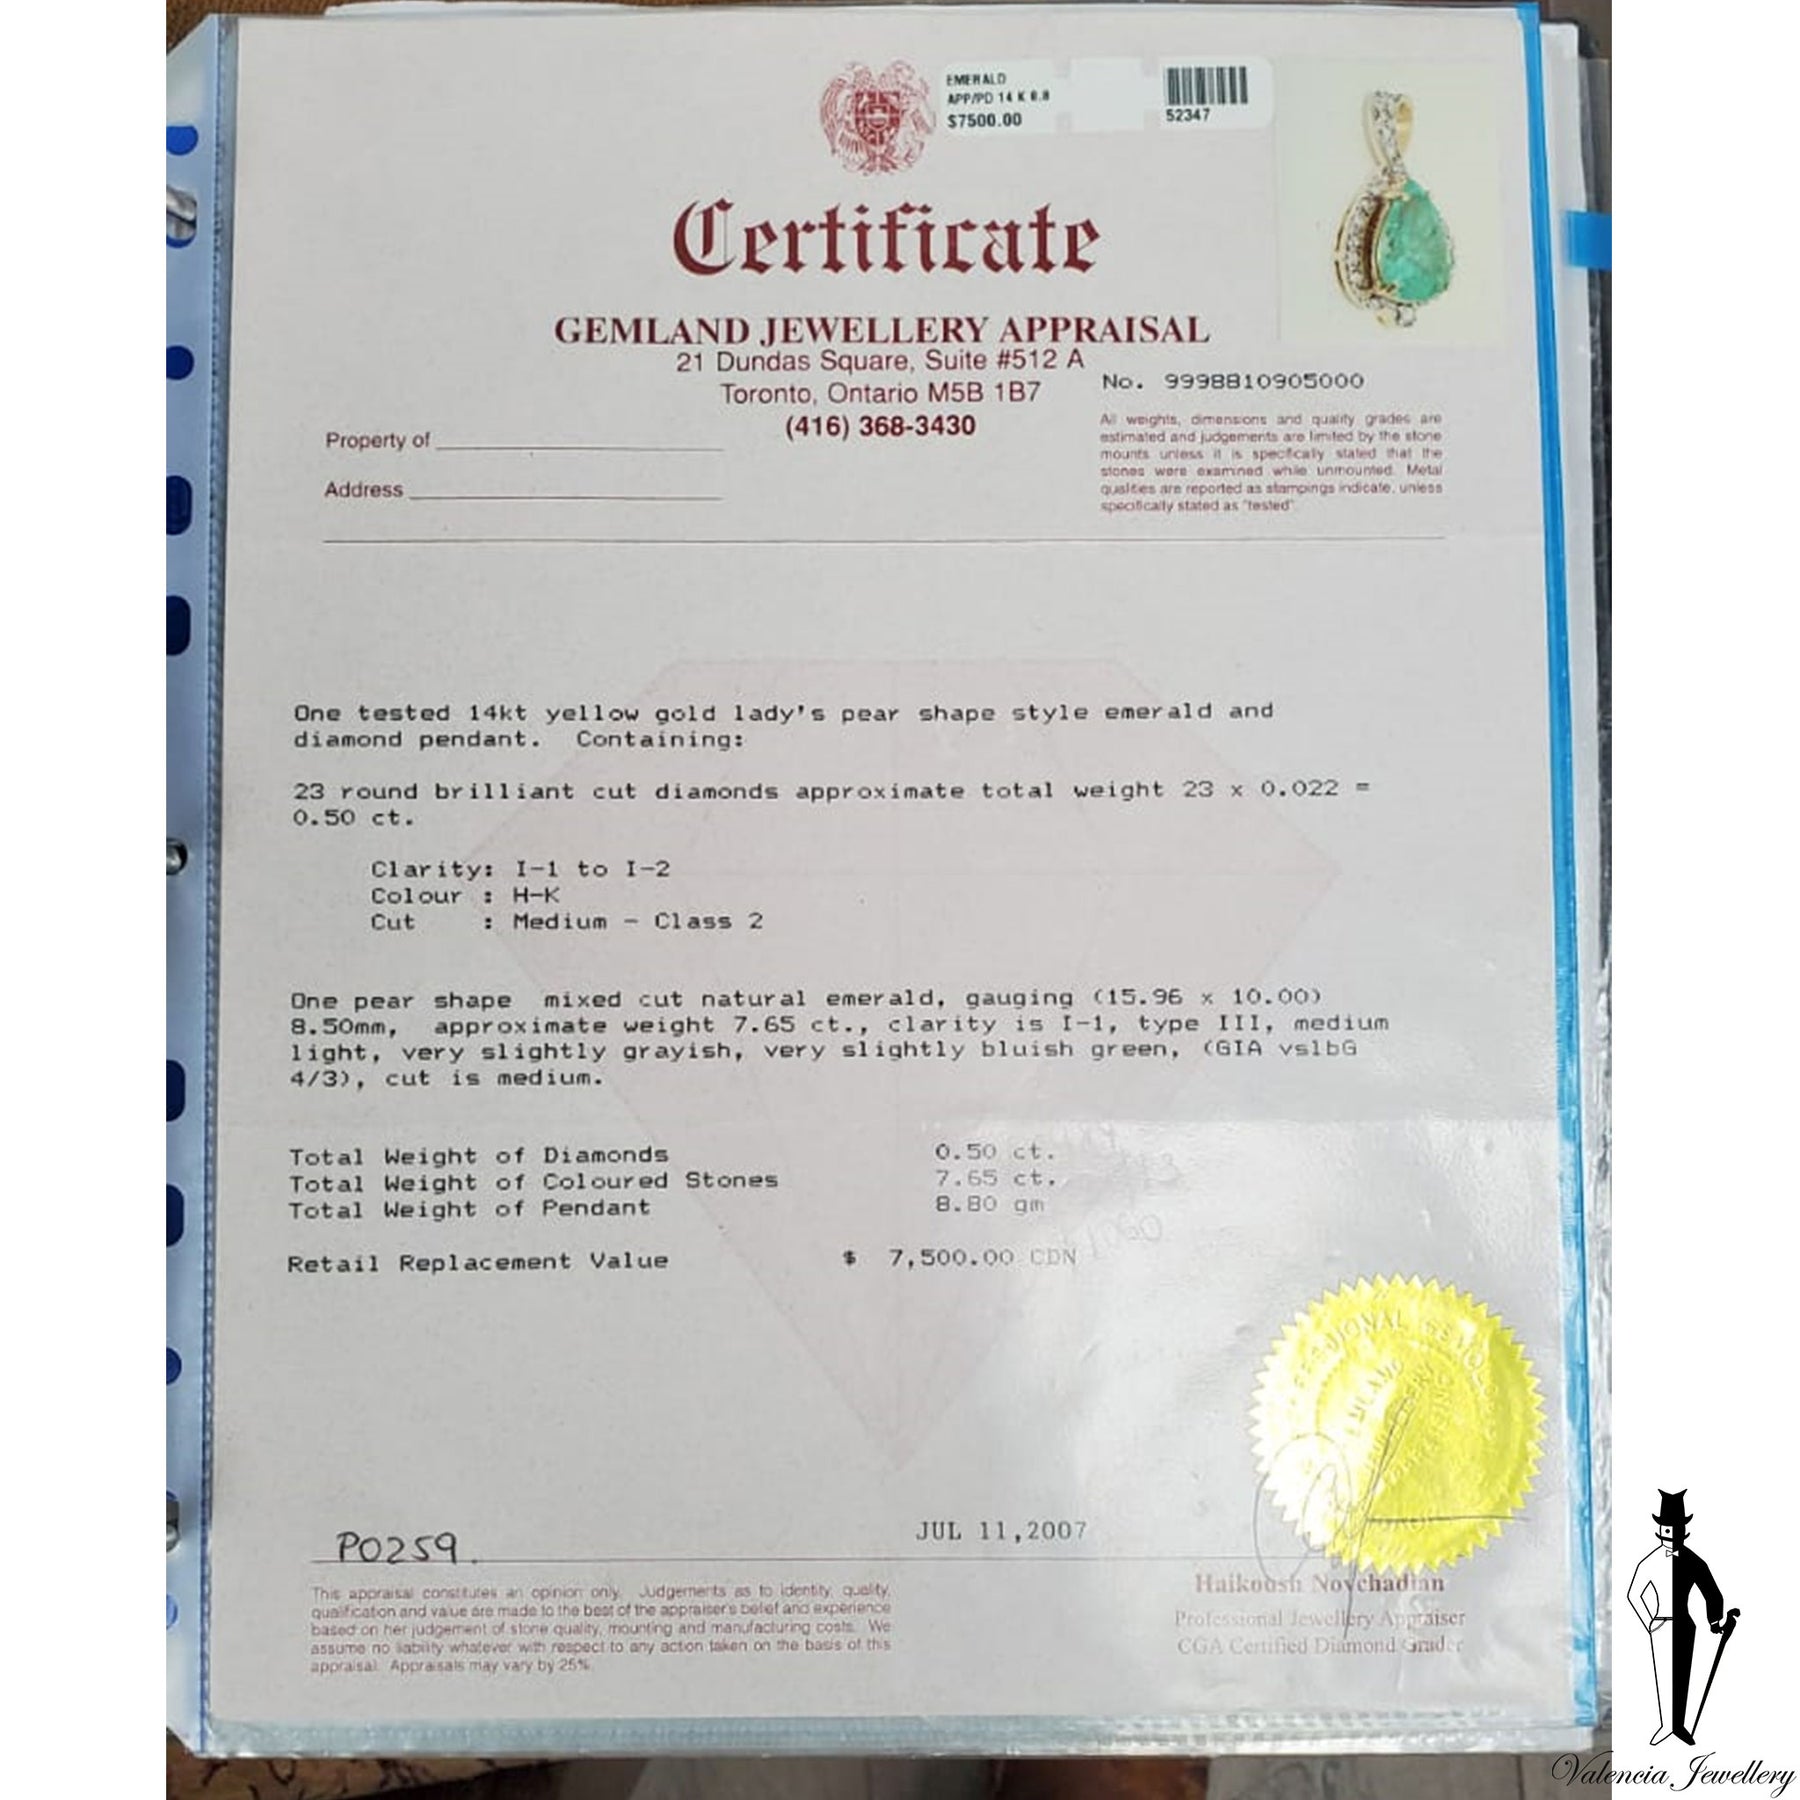 EMERALD
APP/PD 14 K 8.8
$7500.00
52347
Certificate
GEMLAND JEWELLERY APPRAISAL
21 Dundas Square, Suite #512 A
Toronto, Ontario M5B 1B7
(416) 368-3430
No. 9998810905000
All weights, dimensions and quality grades are
estimated and judgements are limited by the stone
mounts unless it is specifically stated that the
stones were examined while unmounted. Metal
qualities are reported as stampings indicate, unless
specifically stated as "tested".
Property of
Address
One tested 14kt yellow gold lady's pear shape style emerald and
diamond pendant. Containing:
23 round brilliant cut diamonds approximate total weight 23 x 0.022 =
0.50 ct.
Clarity: I-1 to I-2
Colour : H-K
Cut : Medium - Class 2
One pear shape mixed cut natural emerald, gauging (15.96 x 10.00)
8.50mm, approximate weight 7.65 ct., clarity is I-1, type III, medium
light, very slightly grayish, very slightly bluish green, (GIA vslbG
4/3), cut is medium.
Total Weight of Diamonds 0.50 ct.
Total Weight of Coloured Stones 7.65 ct.
Total Weight of Pendant 8.80 gm
Retail Replacement Value $ 7,500.00 CDN
P0259.
JUL 11,2007
This appraisal constitutes an opinion only. Judgements as to identity, quality,
qualification and value are made to the best of the appraiser's belief and experience
based on her judgement of stone quality, mounting and manufacturing costs. We
assume no liability whatever with respect to any action taken on the basis of this
appraisal. Appraisals may vary by 25%.
Haikoush Novchadian
Professional Jewellery Appraiser
CGA Certified Diamond Grader
Valencia Jewellery